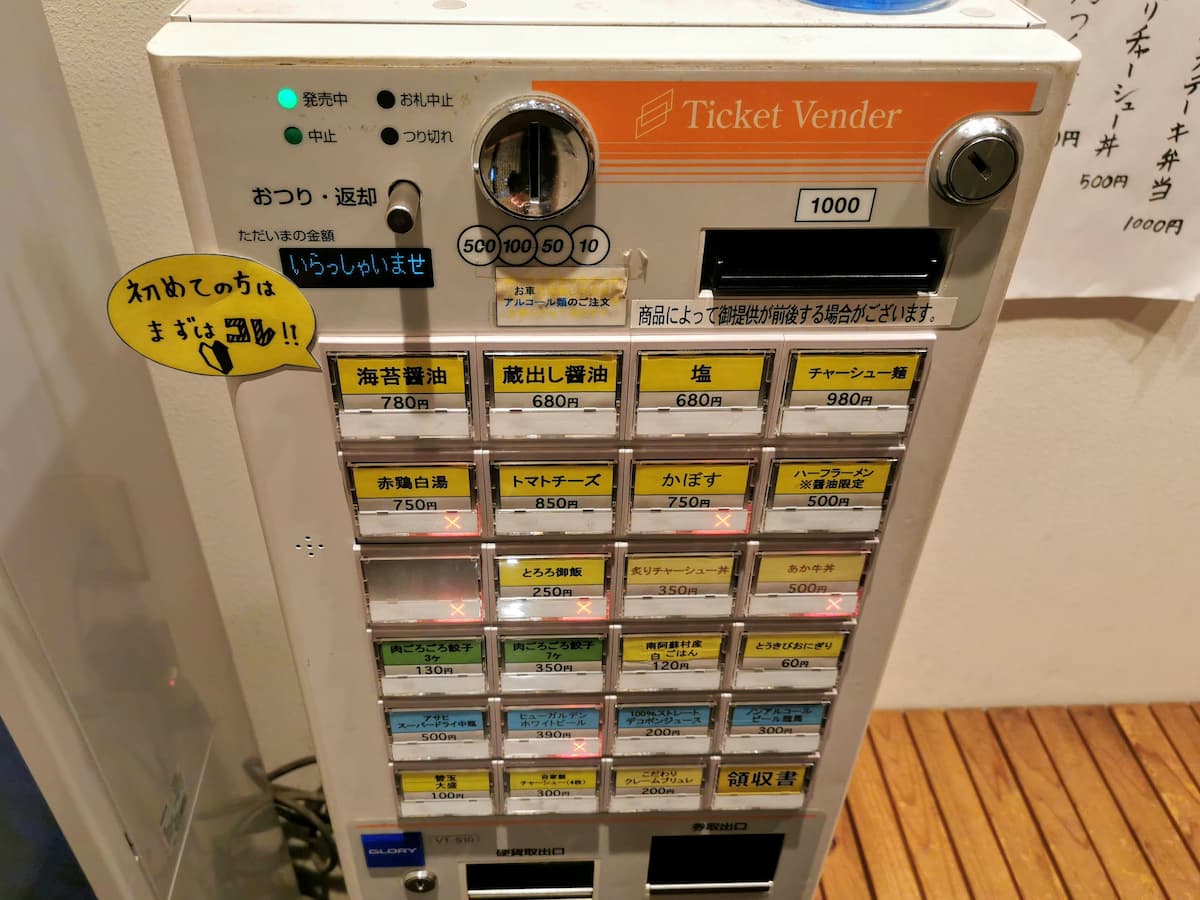 発売中
お札中止
中止
つり切れ
Ticket Vender
おつり・返却
ただいまの金額
いらっしゃいませ
500 100 50 10
1000
お車
アルコール類のご注文
商品によって御提供が前後する場合がございます。
初めての方は
まずは
!!
海苔醤油
780円
蔵出し醤油
680円
塩
680円
チャーシュー麺
980円
赤鶏白湯
750円
トマトチーズ
850円
かぼす
750円
ハーフラーメン
※醤油限定
500円
とろろ御飯
250円
炙りチャーシュー丼
350円
あか牛丼
500円
肉ごろごろ餃子
3ヶ
130円
肉ごろごろ餃子
7ヶ
350円
南阿蘇村産
白ごはん
120円
とうきびおにぎり
60円
アサヒ
スーパードライ中瓶
500円
ヒューガルデン
ホワイトビール
390円
100%ストレート
デコポンジュース
200円
ノンアルコール
ビール龍馬
300円
替玉
大盛
100円
自家製
チャーシュー(4枚)
300円
こだわり
クレームブリュレ
200円
領収書
GLORY
VT-S10
硬貨取出口
券取出口
リチャーシュー丼
500円
ステーキ弁当
1000円